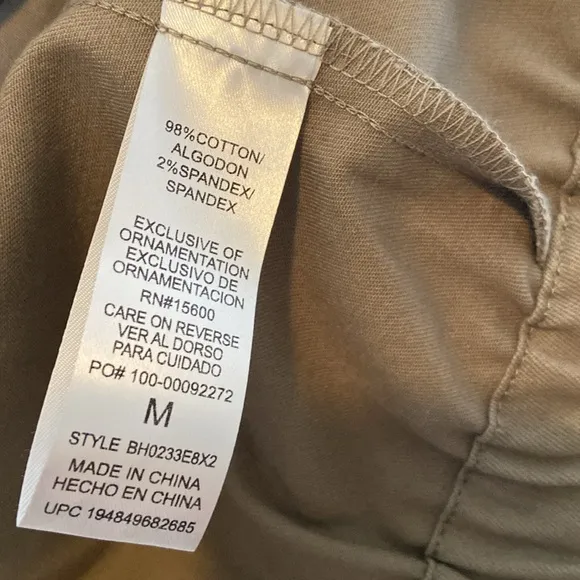 98%COTTON/
ALGODON
2%SPANDEX/
SPANDEX
EXCLUSIVE OF
ORNAMENTATION
EXCLUSIVO DE
ORNAMENTACION
RN#15600
CARE ON REVERSE
VER AL DORSO
PARA CUIDADO
PO# 100-00092272
M
STYLE BH0233E8X2
MADE IN CHINA
HECHO EN CHINA
UPC 194849682685